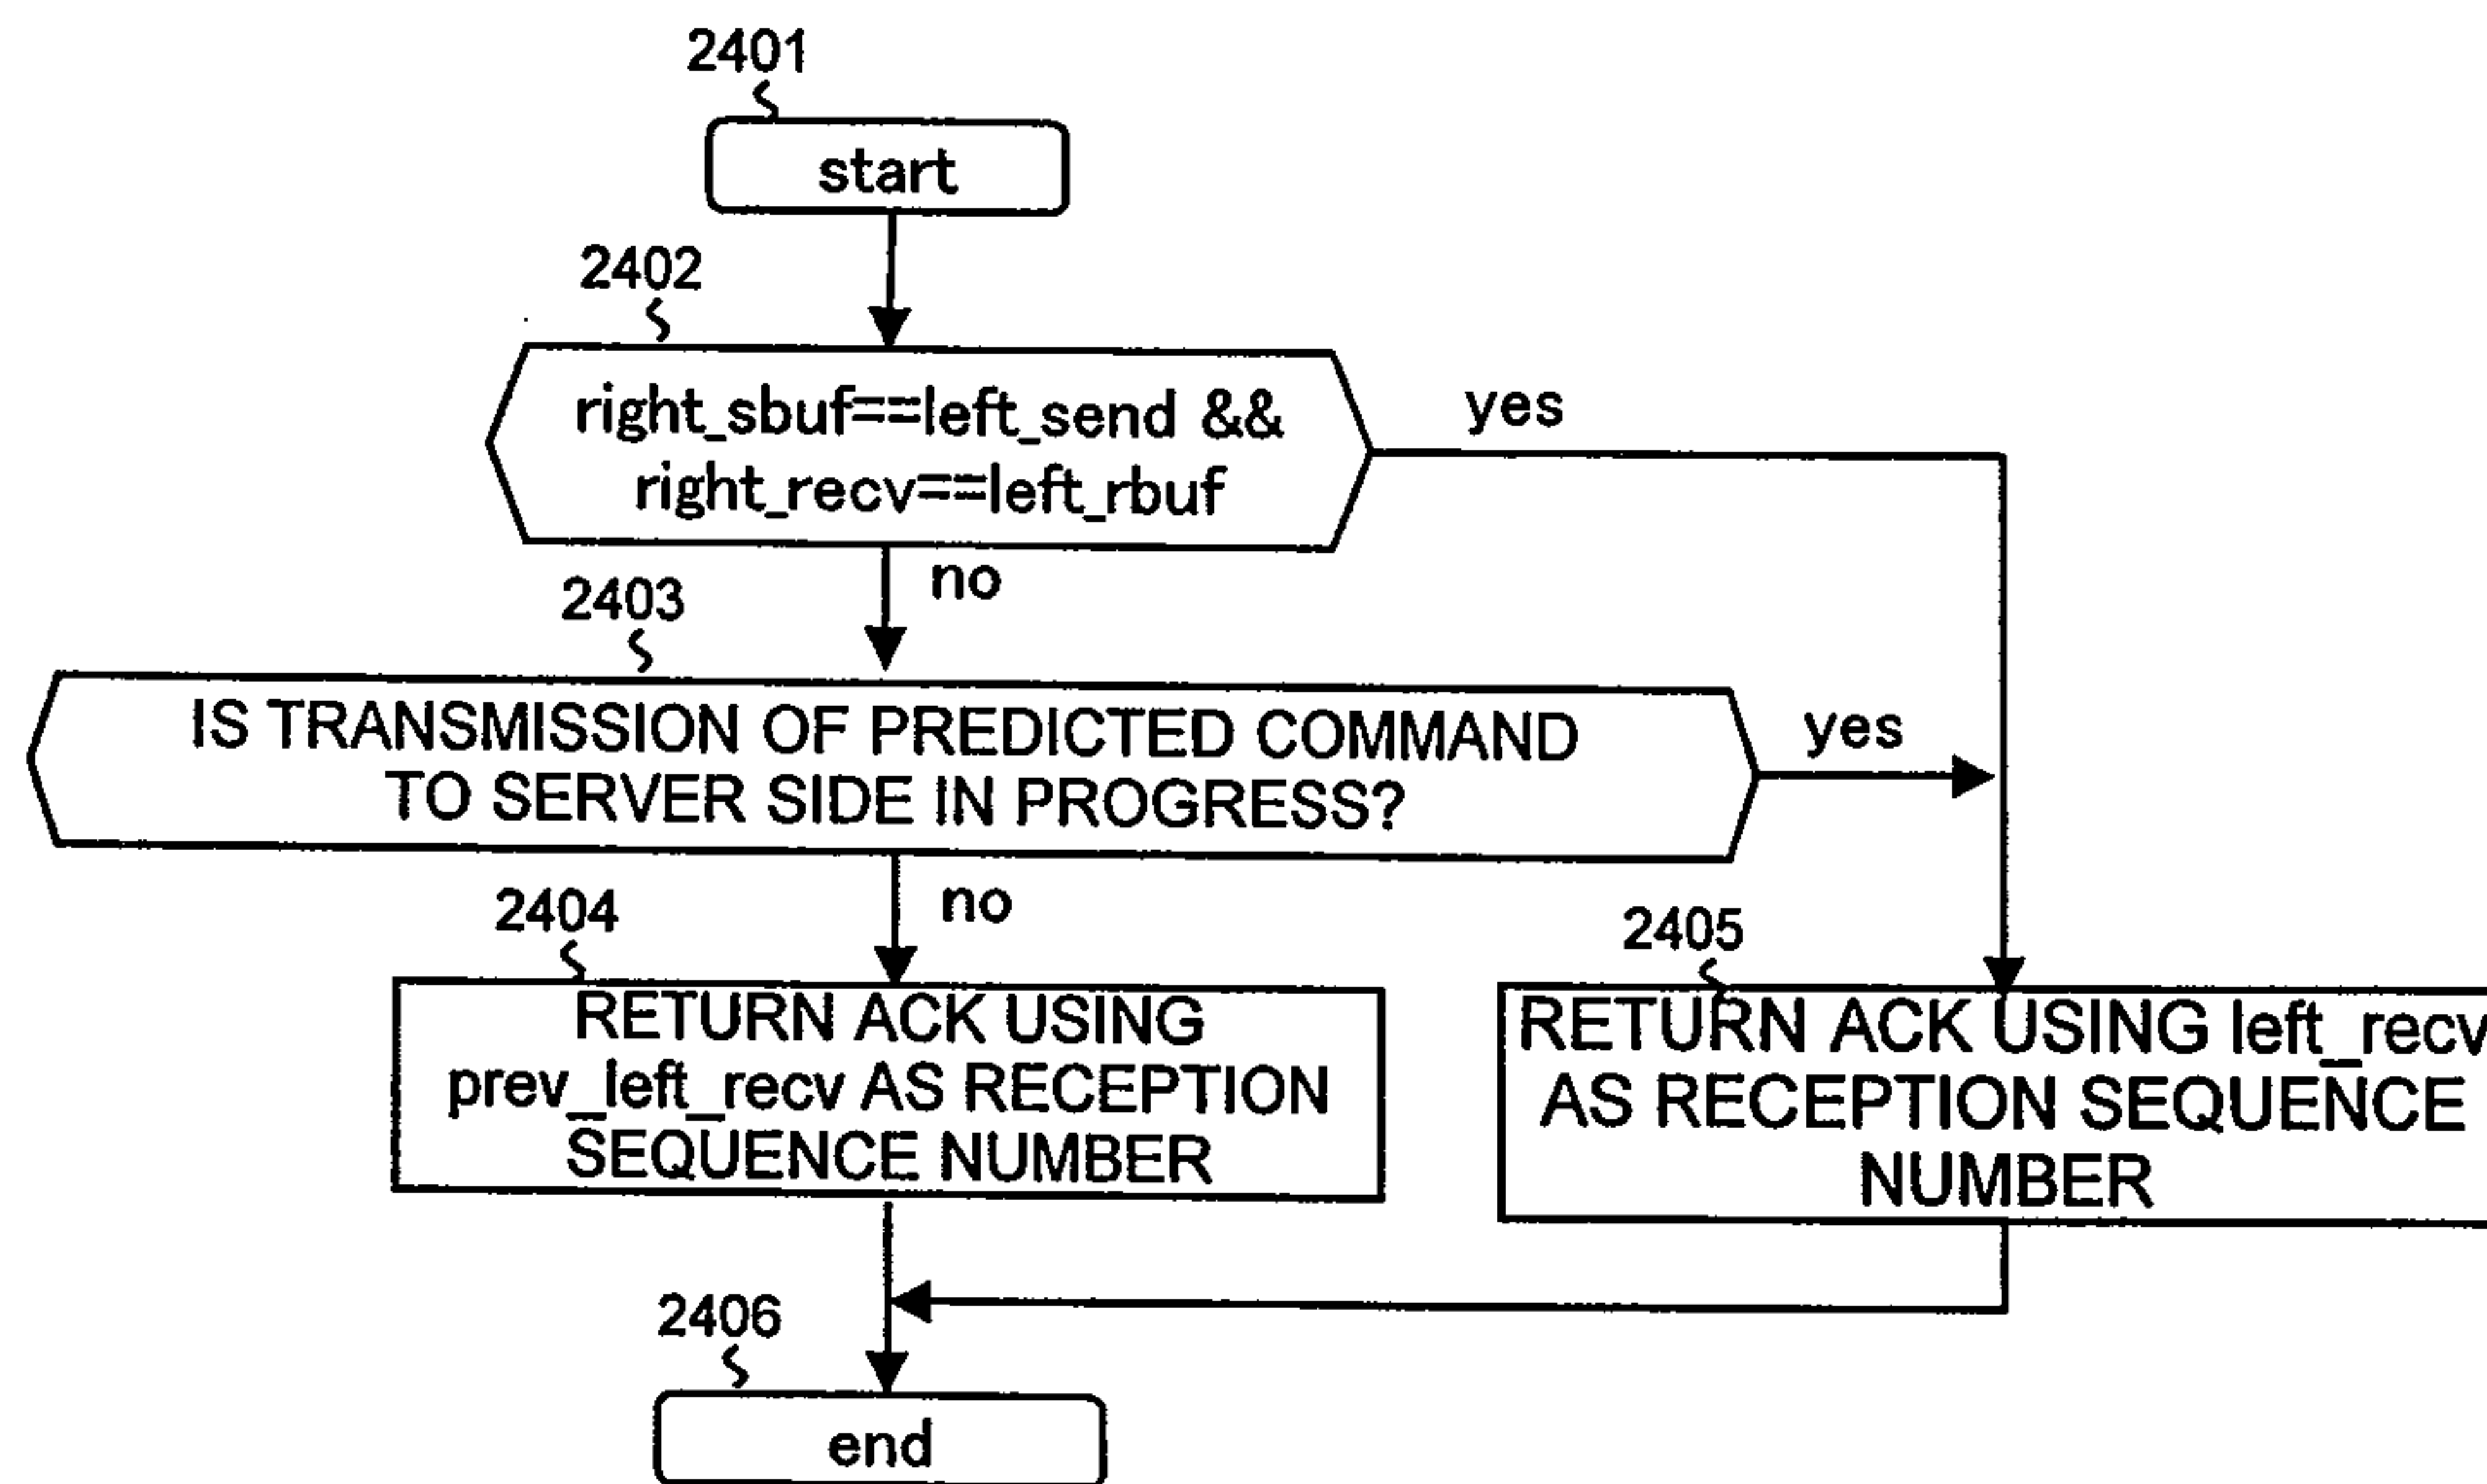 2401
start
2402
right_sbuf==left_send &&
right_recv==left_rbuf
yes
no
2403
IS TRANSMISSION OF PREDICTED COMMAND
TO SERVER SIDE IN PROGRESS?
yes
no
2404
RETURN ACK USING
prev_left_recv AS RECEPTION
SEQUENCE NUMBER
2405
RETURN ACK USING left_recv
AS RECEPTION SEQUENCE
NUMBER
2406
end